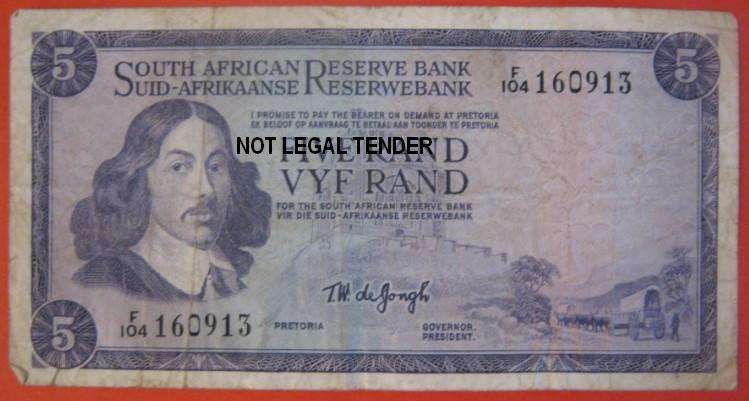 5
5
SOUTH AFRICAN RESERVE BANK
SUID-AFRIKAANSE RESERWEBANK
F/104 160913
I PROMISE TO PAY THE BEARER ON DEMAND AT PRETORIA
EK BELOOF OP AANVRAAG TE BETAAL AAN TOONDER TE PRETORIA
NOT LEGAL TENDER
FIVE RAND
VYF RAND
FOR THE SOUTH AFRICAN RESERVE BANK
VIR DIE SUID-AFRIKAANSE RESERWEBANK
T.W. de Jongh
F/104 160913
PRETORIA
GOVERNOR.
PRESIDENT.
5